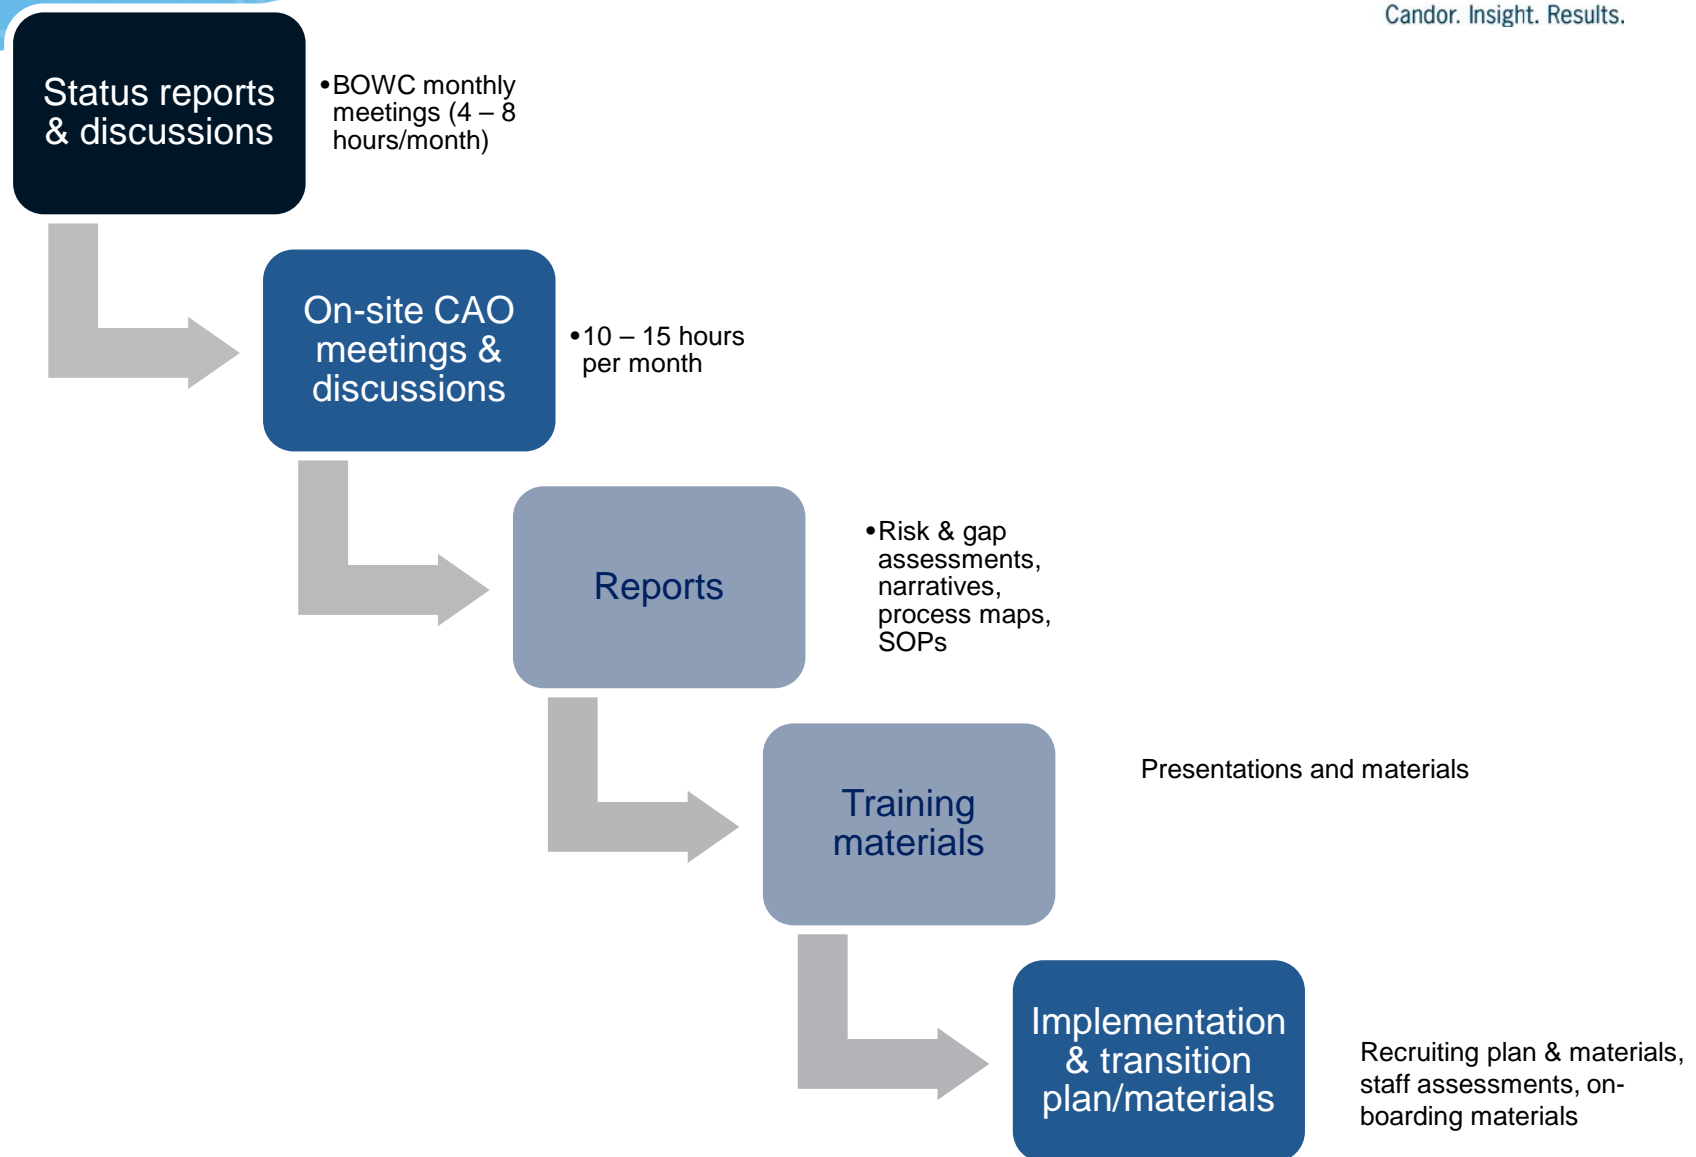 Candor. Insight. Results.
Status reports
& discussions
•BOWC monthly
meetings (4 – 8
hours/month)
On-site CAO
meetings &
discussions
•10 – 15 hours
per month
Reports
•Risk & gap
assessments,
narratives,
process maps,
SOPs
Training
materials
Presentations and materials
Implementation
& transition
plan/materials
Recruiting plan & materials,
staff assessments, on-
boarding materials